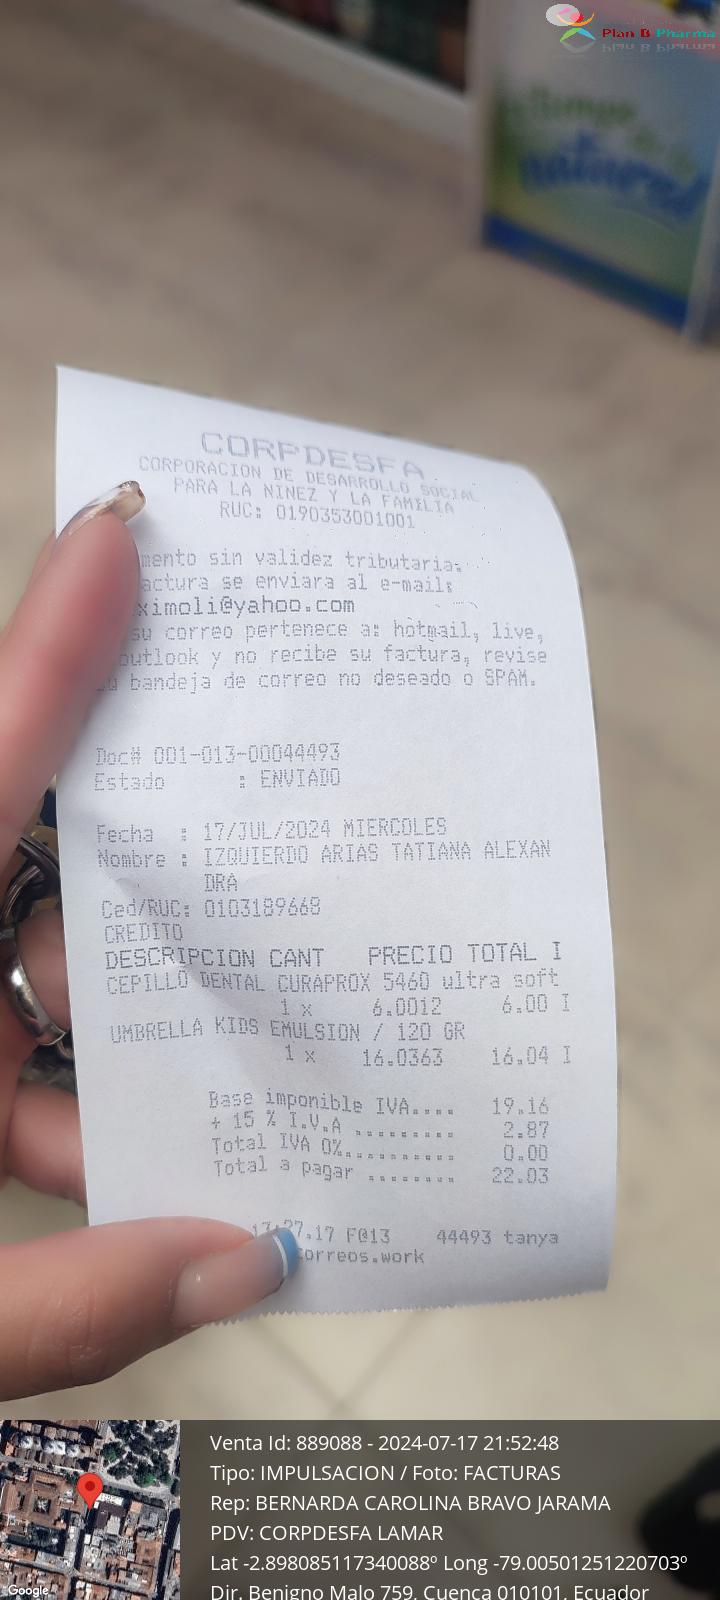 Plan B Pharma
natural
CORPDESFA
CORPORACION DE DESARROLLO SOCIAL
PARA LA NINEZ Y LA FAMILIA
RUC: 0190353001001
mento sin validez tributaria.
actura se enviara al e-mail:
ximoli@yahoo.com
su correo pertenece a: hotmail, live,
outlook y no recibe su factura, revise
su bandeja de correo no deseado o SPAM.
Doc# 001-013-00044493
Estado : ENVIADO
Fecha : 17/JUL/2024 MIERCOLES
Nombre : IZQUIERDO ARIAS TATIANA ALEXAN
DRA
Ced/RUC: 0103189668
CREDITO
DESCRIPCION CANT PRECIO TOTAL I
CEPILLO DENTAL CURAPROX 5460 ultra soft
1 x 6.0012 6.00 I
UMBRELLA KIDS EMULSION / 120 GR
1 x 16.0363 16.04 I
Base imponible IVA.... 19.16
+ 15 % I.V.A ......... 2.87
Total IVA 0%.......... 0.00
Total a pagar ........ 22.03
.17 F@13 44493 tanya
correos.work
Venta Id: 889088 - 2024-07-17 21:52:48
Tipo: IMPULSACION / Foto: FACTURAS
Rep: BERNARDA CAROLINA BRAVO JARAMA
PDV: CORPDESFA LAMAR
Lat -2.898085117340088º Long -79.00501251220703º
Dir. Benigno Malo 759, Cuenca 010101, Ecuador
Google